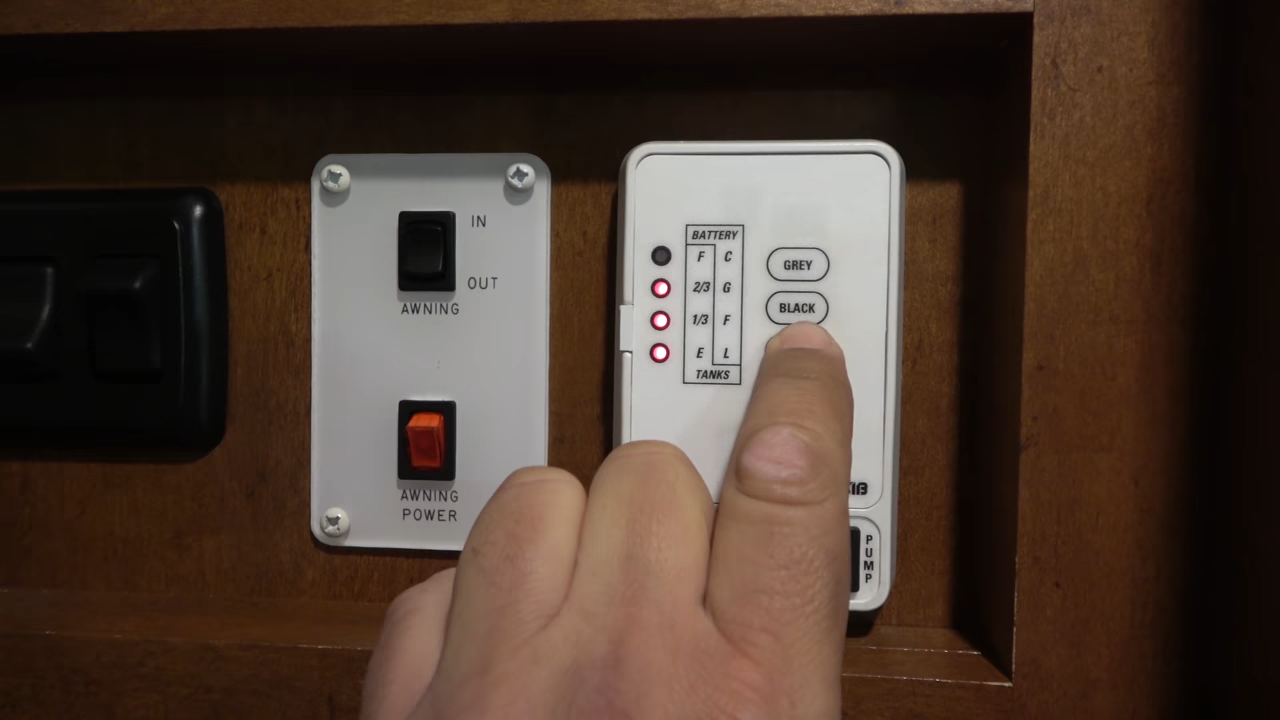 IN
OUT
AWNING
AWNING
POWER
BATTERY
F C
2/3 G
1/3 F
E L
TANKS
GREY
BLACK
PUMP